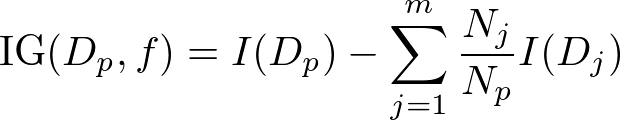 IG(D_p, f) = I(D_p) − \sum_{j=1}^{m} \frac{N_j}{N_p} I(D_j)